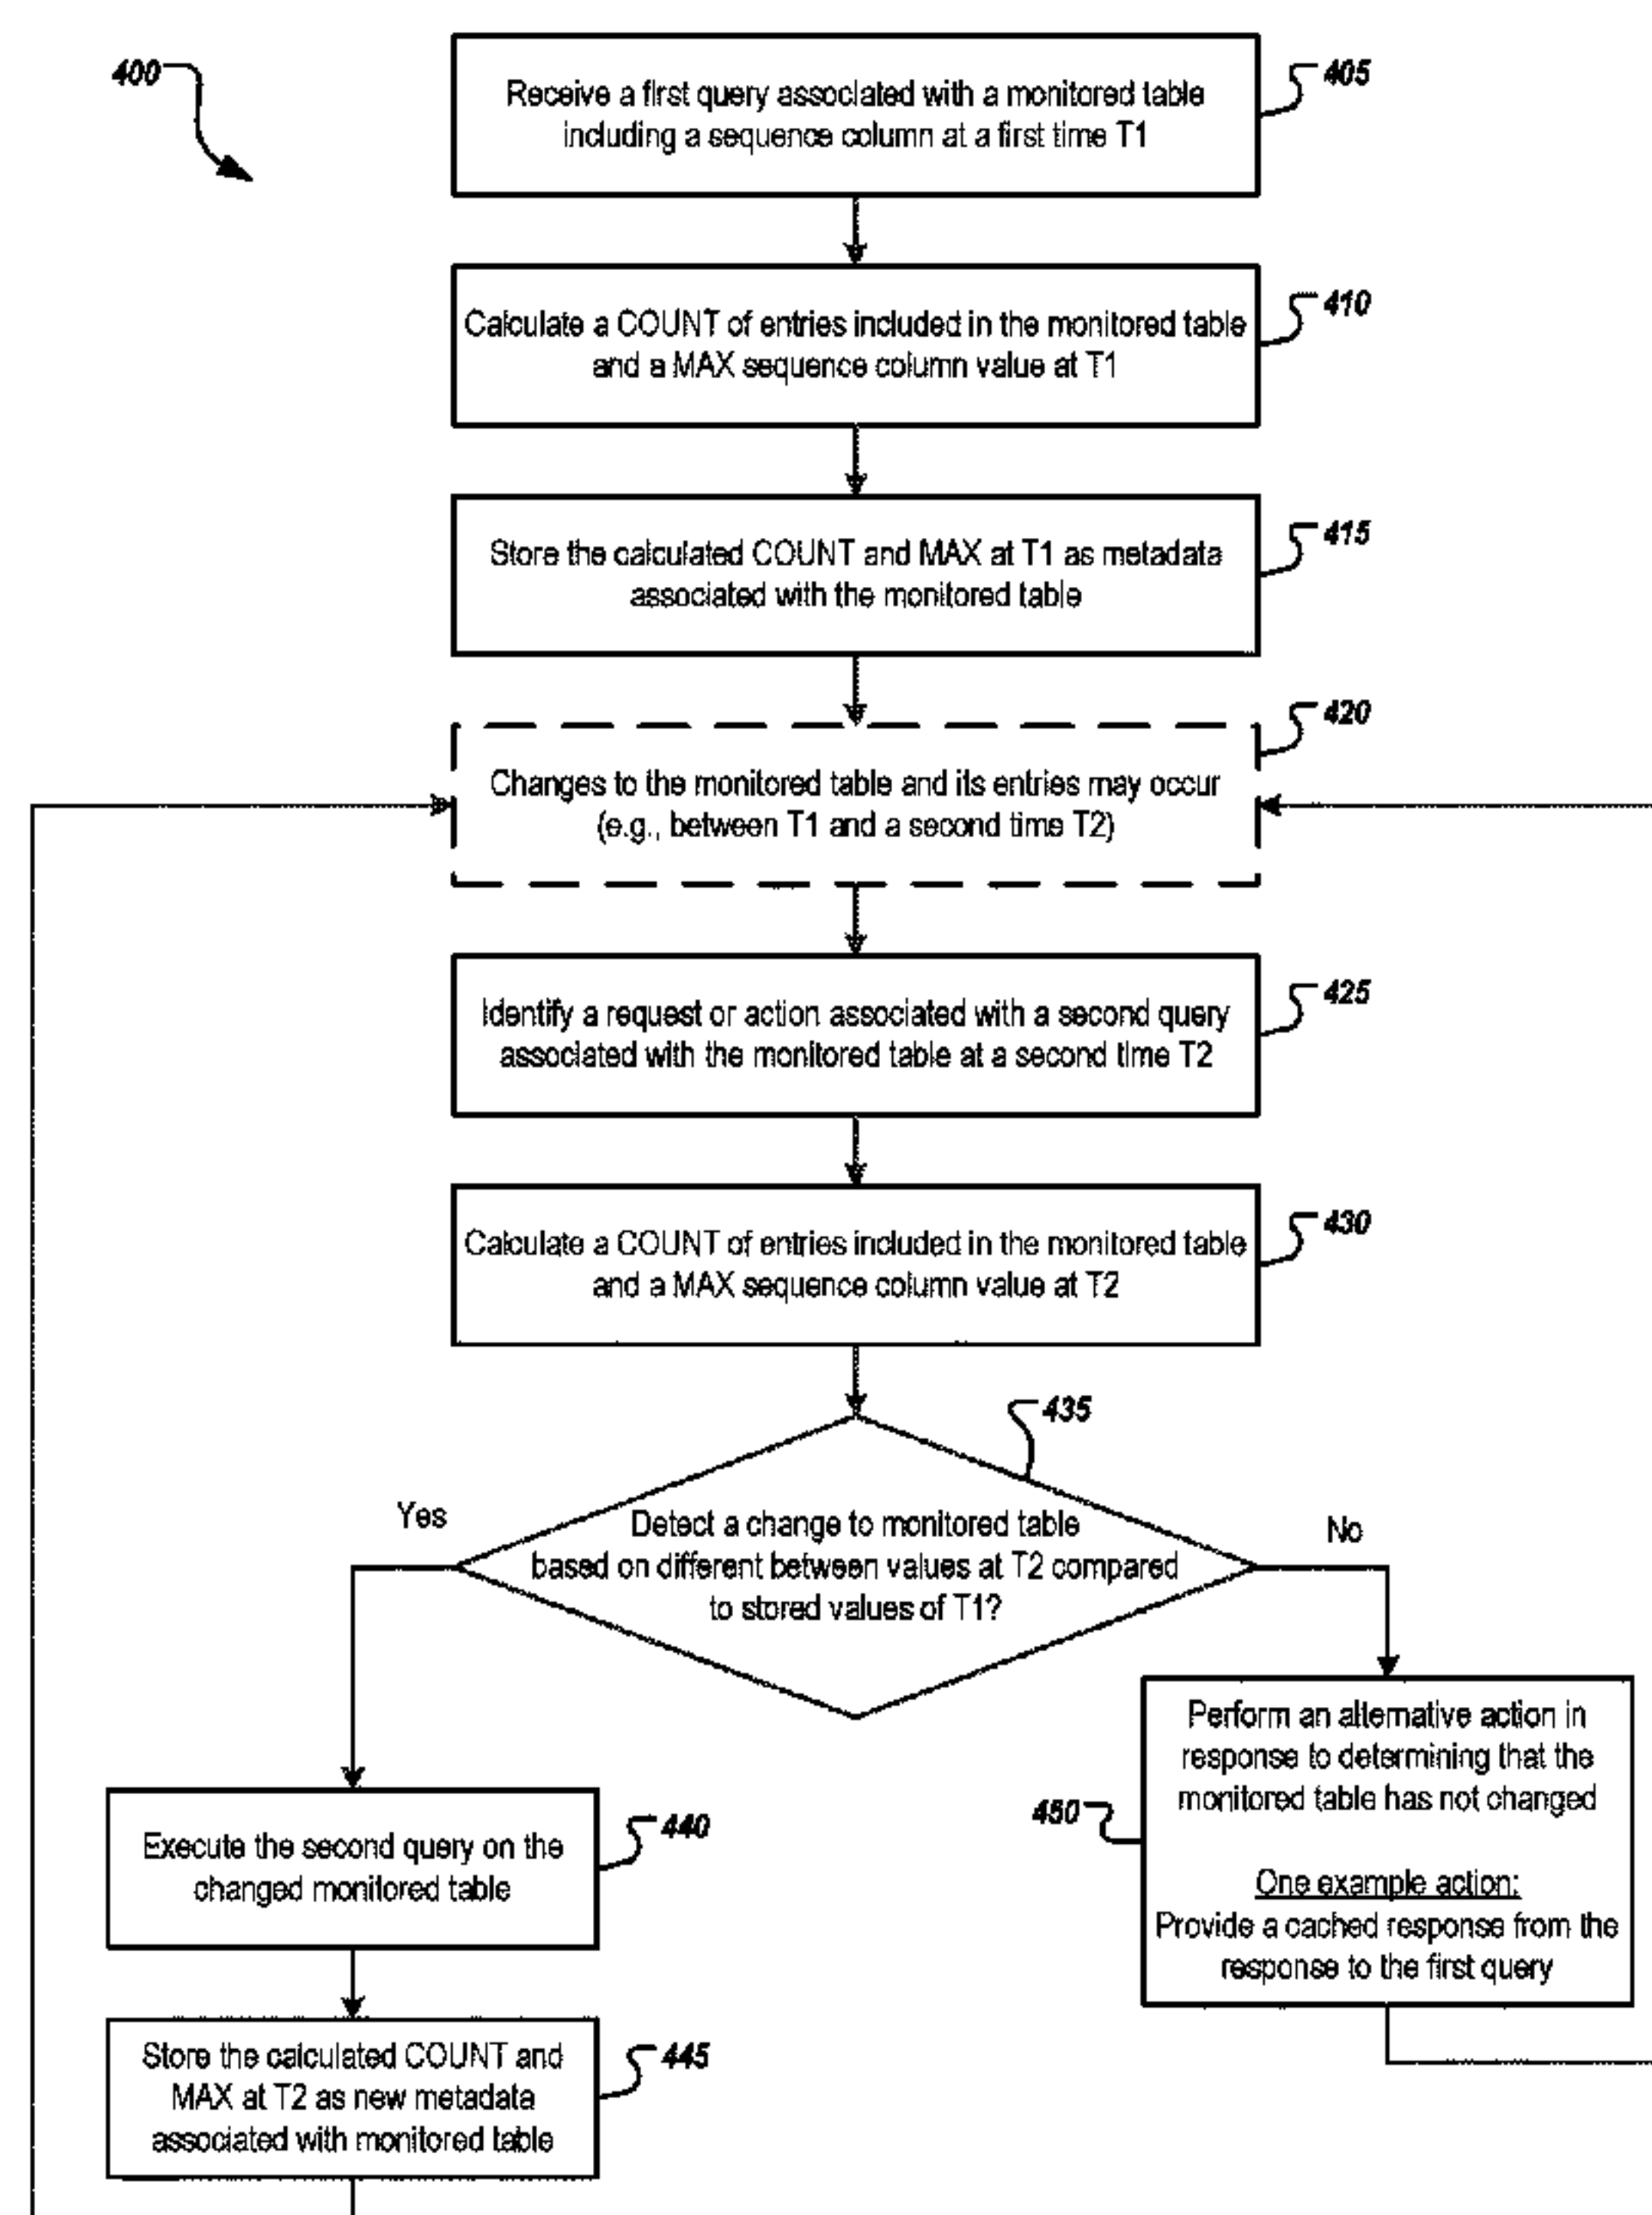 400
Receive a first query associated with a monitored table
including a sequence column at a first time T1
405
Calculate a COUNT of entries included in the monitored table
and a MAX sequence column value at T1
410
Store the calculated COUNT and MAX at T1 as metadata
associated with the monitored table
415
Changes to the monitored table and its entries may occur
(e.g., between T1 and a second time T2)
420
Identify a request or action associated with a second query
associated with the monitored table at a second time T2
425
Calculate a COUNT of entries included in the monitored table
and a MAX sequence column value at T2
430
435
Yes
Detect a change to monitored table
based on different between values at T2 compared
to stored values of T1?
No
Execute the second query on the
changed monitored table
440
Store the calculated COUNT and
MAX at T2 as new metadata
associated with monitored table
445
450
Perform an alternative action in
response to determining that the
monitored table has not changed
One example action:
Provide a cached response from the
response to the first query